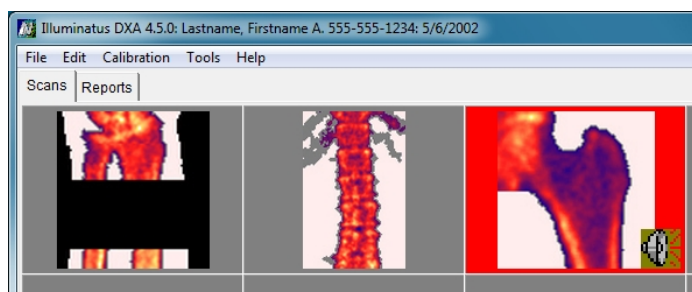 Illuminatus DXA 4.5.0: Lastname, Firstname A. 555-555-1234: 5/6/2002
File Edit Calibration Tools Help
Scans Reports